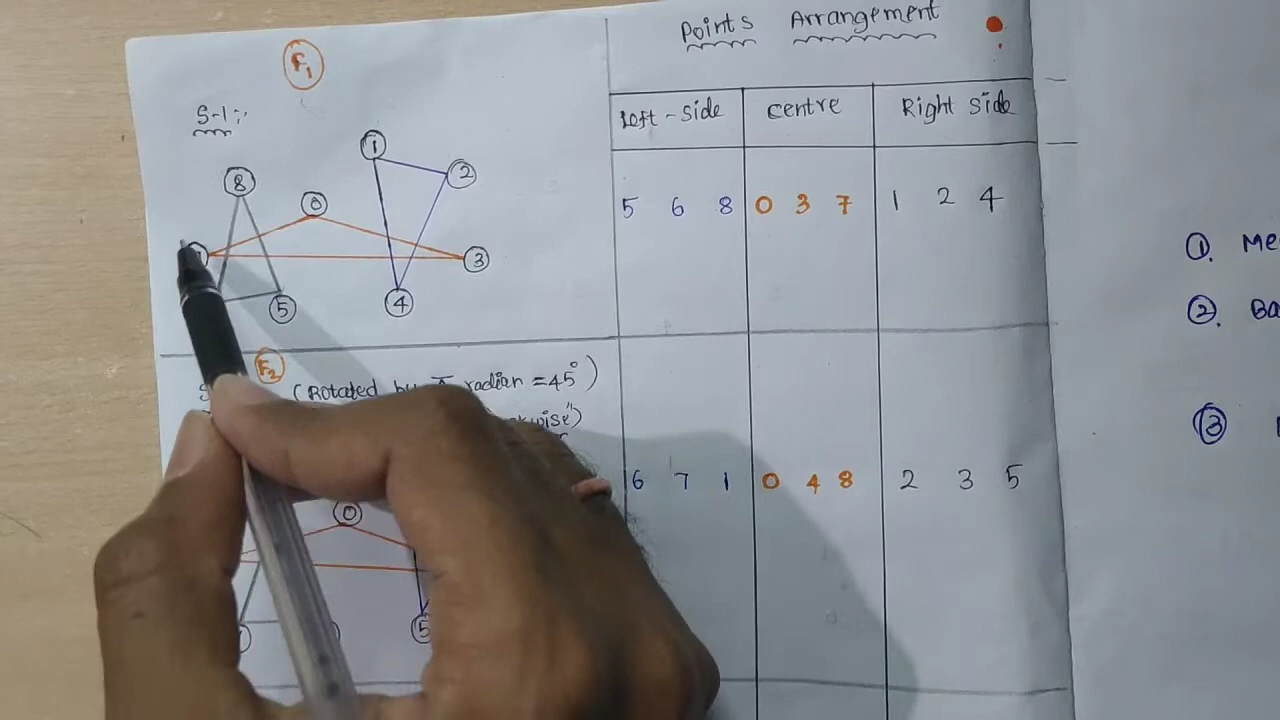 F1
S-1:-
1
2
8
0
3
5
4
F2
(Rotated by radian = 45°)
0
5
Points Arrangement
Left-Side Centre Right Side
5 6 8 0 3 7 1 2 4
6 7 1 0 4 8 2 3 5
1.
2.
3